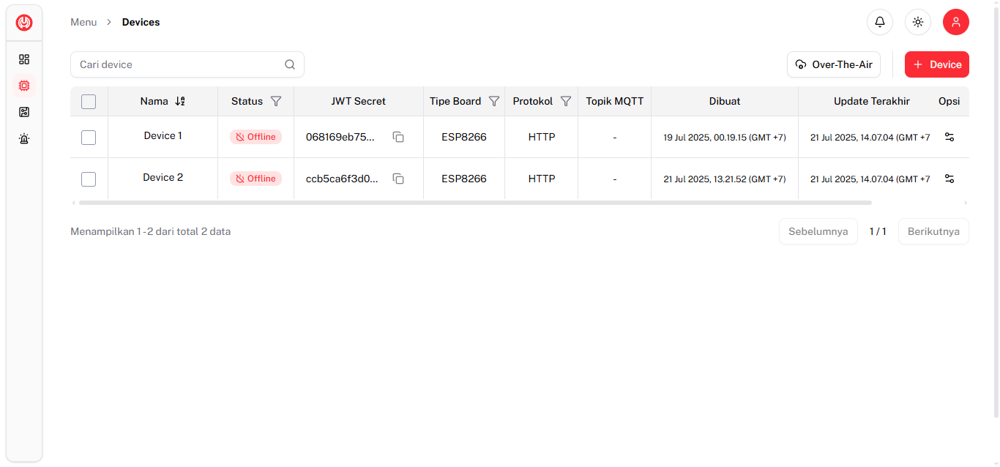 Menu > Devices
Cari device
Over-The-Air
+ Device
Nama Status JWT Secret Tipe Board Protokol Topik MQTT Dibuat Update Terakhir Opsi
Device 1 Offline 068169eb75... ESP8266 HTTP - 19 Jul 2025, 00.19.15 (GMT +7) 21 Jul 2025, 14.07.04 (GMT +7
Device 2 Offline ccb5ca6f3d0... ESP8266 HTTP - 21 Jul 2025, 13.21.52 (GMT +7) 21 Jul 2025, 14.07.04 (GMT +7
Menampilkan 1 - 2 dari total 2 data
Sebelumnya 1 / 1 Berikutnya